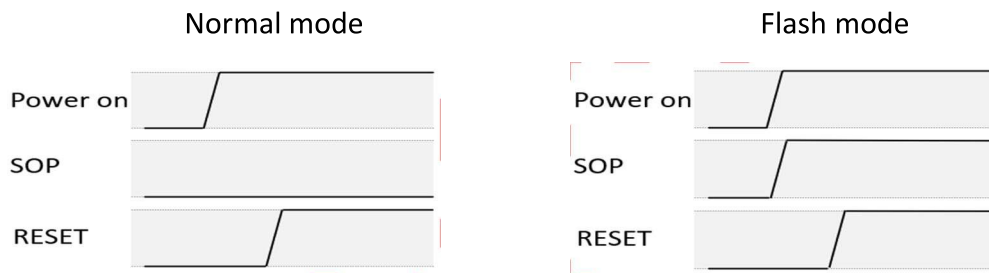 Normal mode
Flash mode
Power on
SOP
RESET
Power on
SOP
RESET